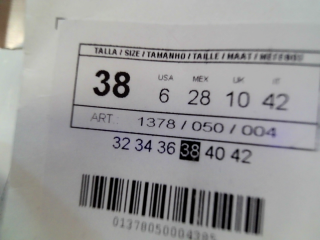 TALLA / SIZE / TAMANHO / TAILLE / MAAT /
USA MEX UK IT
38 6 28 10 42
ART.: 1378 / 050 / 004
32 34 36 38 40 42